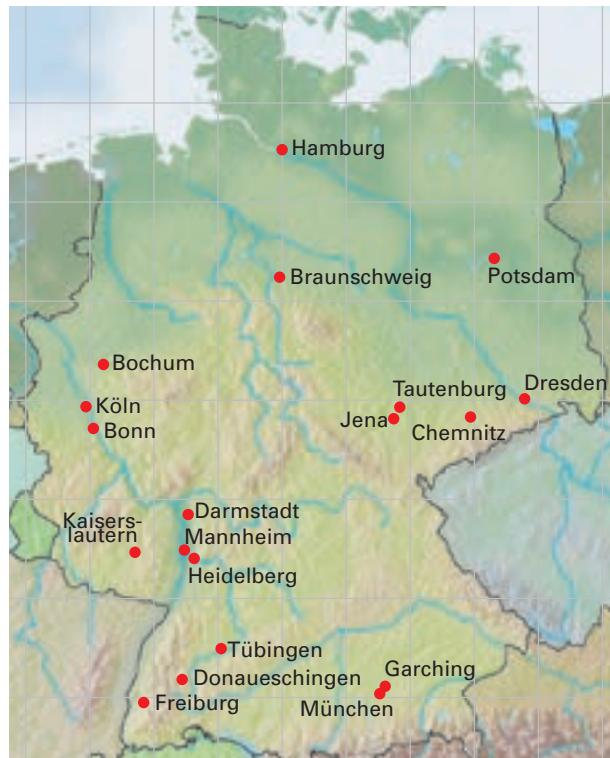 Hamburg
Potsdam
Braunschweig
Bochum
Dresden
Tautenburg
Köln
Jena
Chemnitz
Bonn
Darmstadt
Kaisers-
lautern
Mannheim
Heidelberg
Tübingen
Garching
Donaueschingen
Freiburg
München